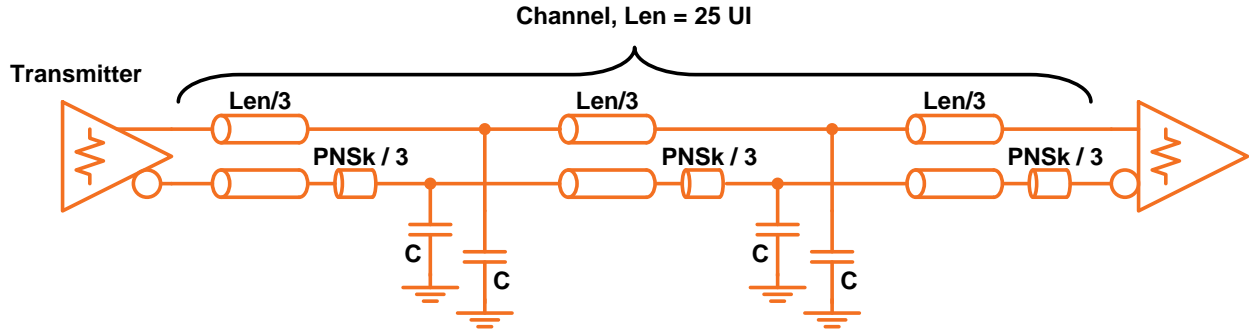 Channel, Len = 25 UI
Transmitter
Len/3
Len/3
Len/3
PNSk / 3
PNSk / 3
PNSk / 3
C
C
C
C